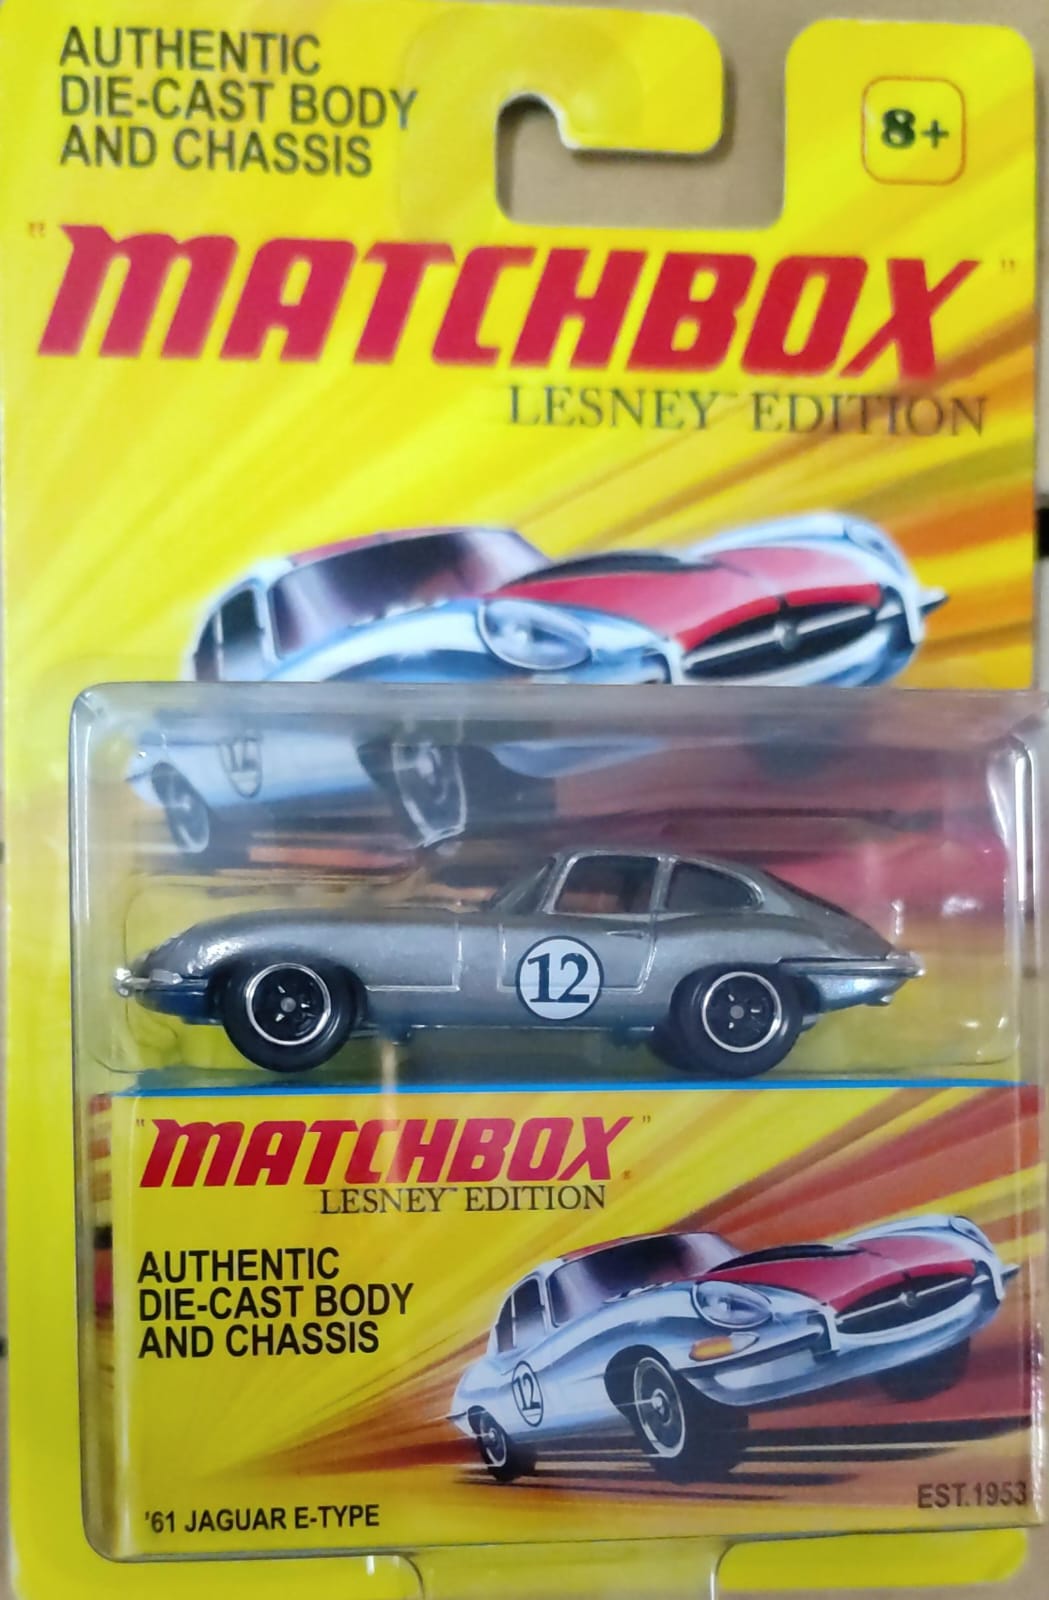 AUTHENTIC
DIE-CAST BODY
AND CHASSIS
8+
"MATCHBOX"
LESNEY™ EDITION
12
12
"MATCHBOX"
LESNEY™ EDITION
AUTHENTIC
DIE-CAST BODY
AND CHASSIS
12
'61 JAGUAR E-TYPE
EST.1953